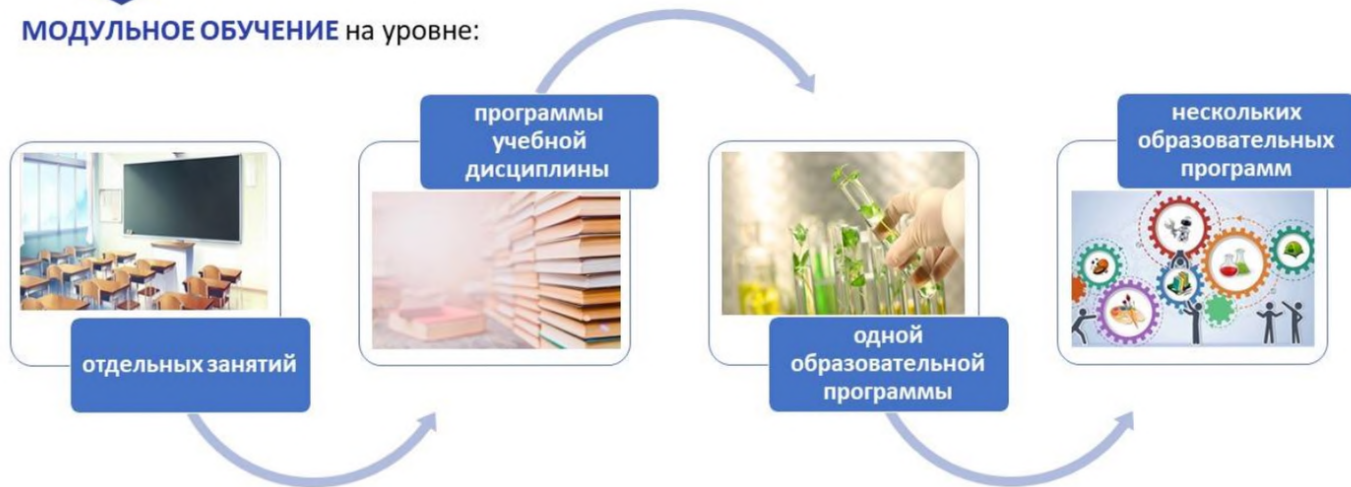 МОДУЛЬНОЕ ОБУЧЕНИЕ на уровне:
отдельных занятий
программы
учебной
дисциплины
одной
образовательной
программы
нескольких
образовательных
программ